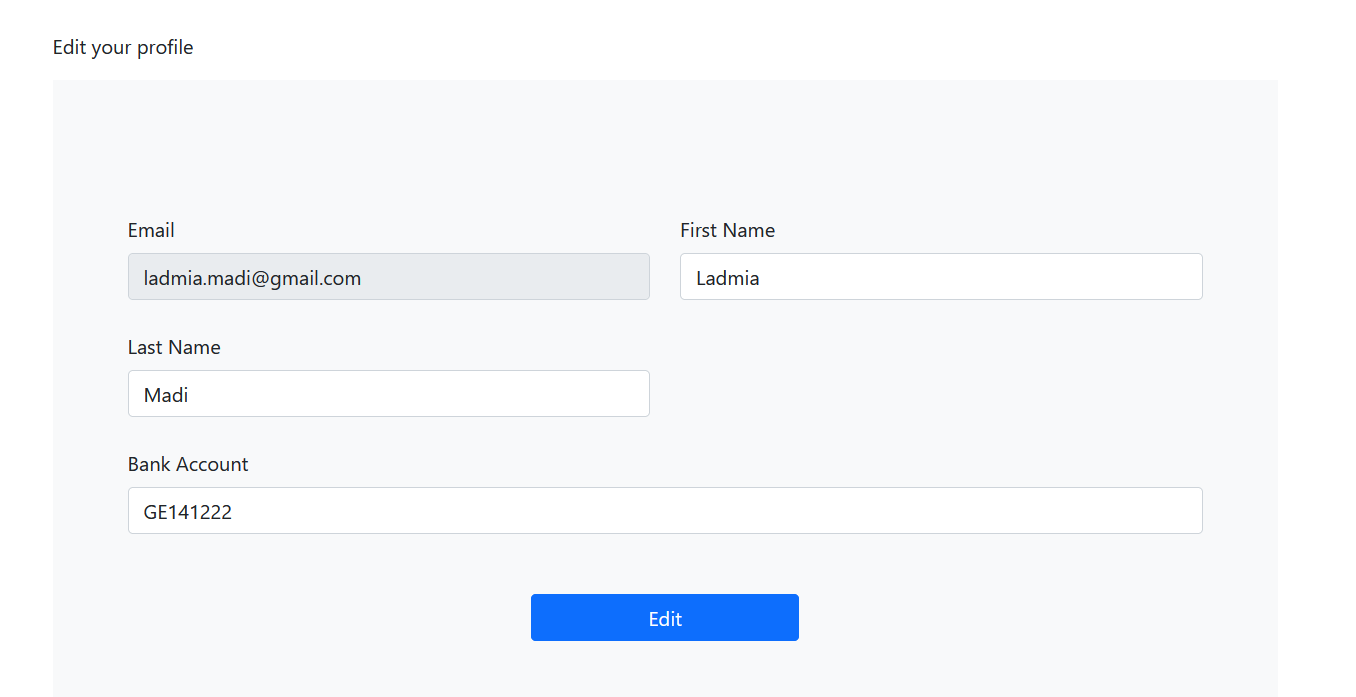 Edit your profile
Email
ladmia.madi@gmail.com
First Name
Ladmia
Last Name
Madi
Bank Account
GE141222
Edit